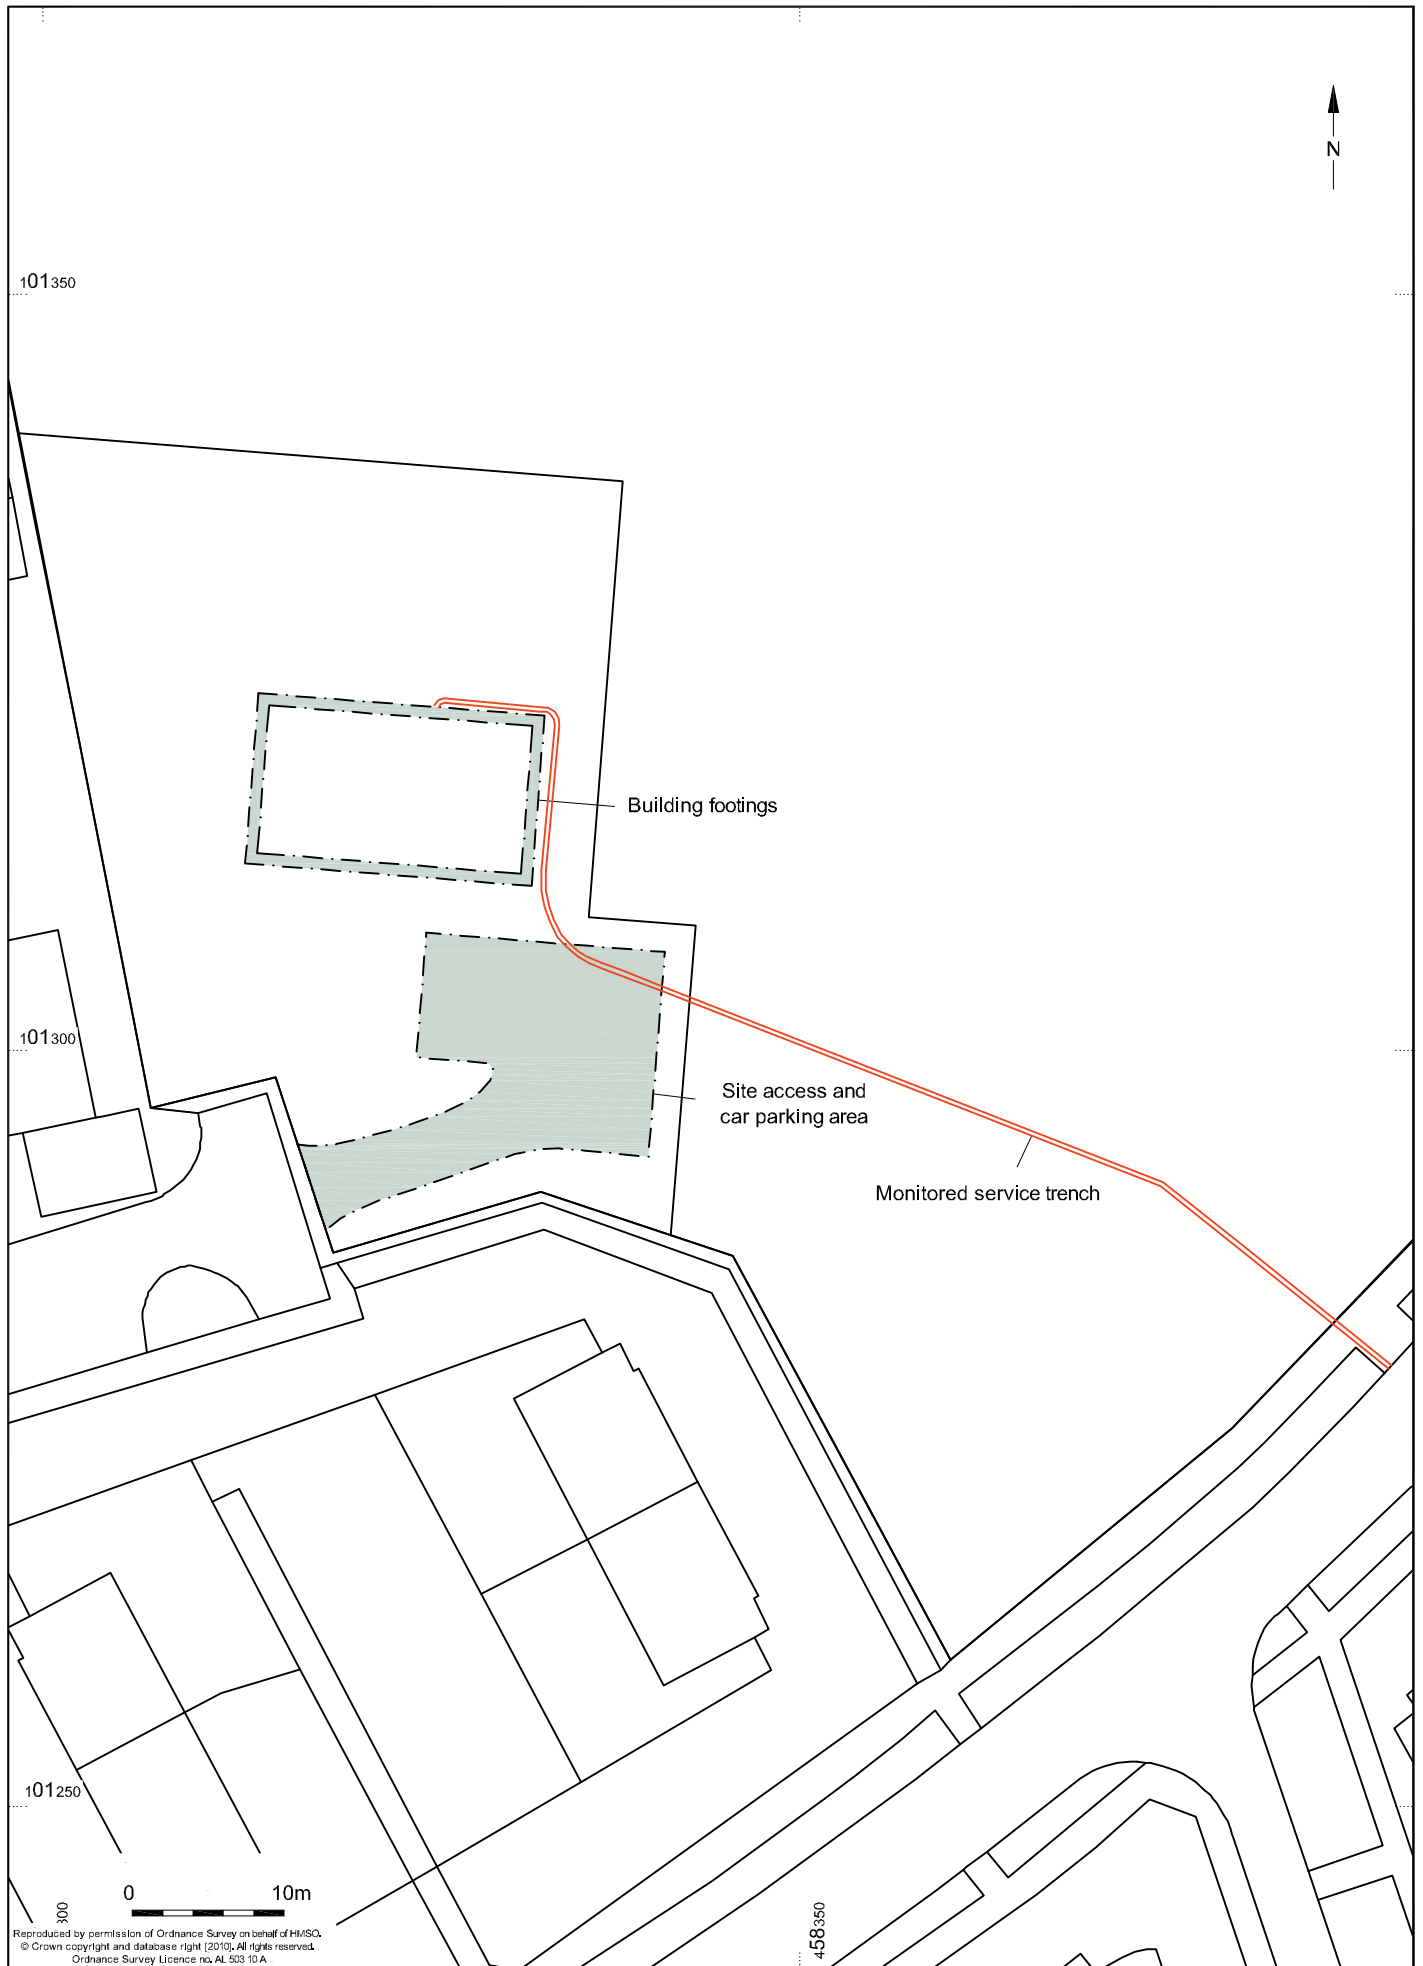 N
101350
Building footings
101300
Site access and
car parking area
Monitored service trench
101250
0 10m
300
458350
Reproduced by permission of Ordnance Survey on behalf of HMSO.
© Crown copyright and database right [2010]. All rights reserved.
Ordnance Survey Licence no. AL 503 10 A